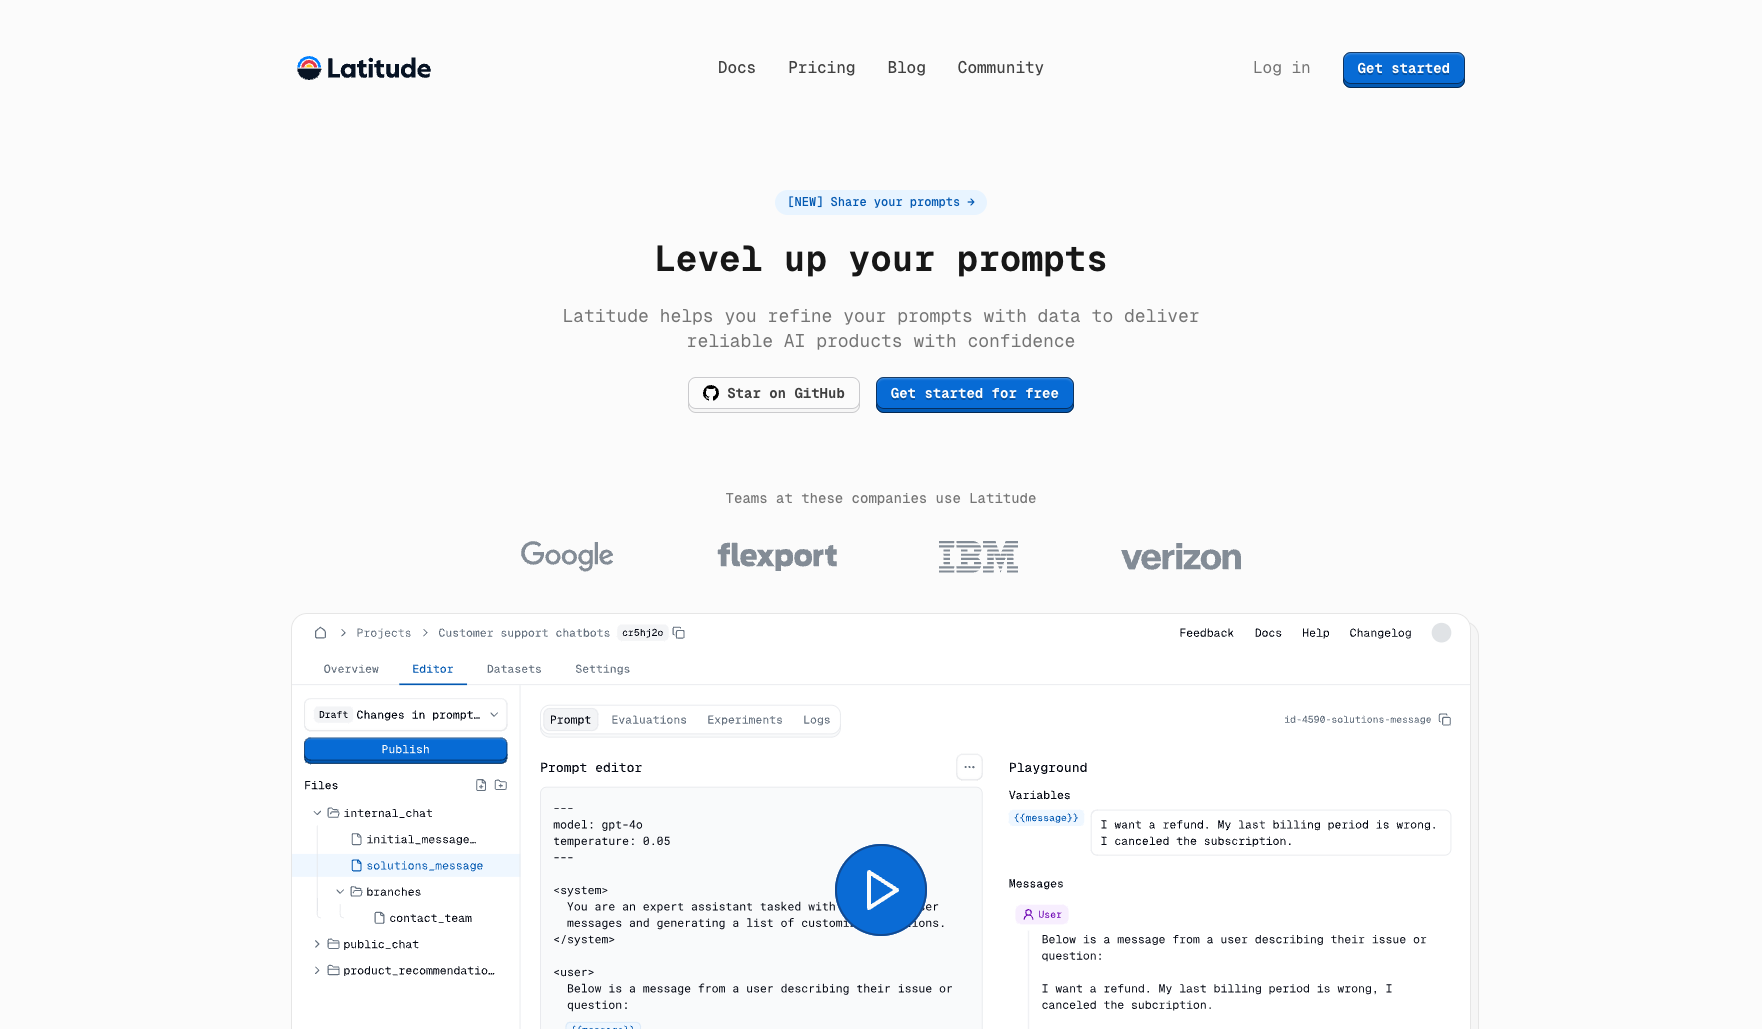 Latitude
Docs Pricing Blog Community
Log in
Get started
[NEW] Share your prompts →
Level up your prompts
Latitude helps you refine your prompts with data to deliver
reliable AI products with confidence
Star on GitHub
Get started for free
Teams at these companies use Latitude
Google flexport IBM verizon
Projects Customer support chatbots cr5hj2o
Feedback Docs Help Changelog
Overview Editor Datasets Settings
Draft Changes in prompt…
Publish
Files
internal_chat
initial_message…
solutions_message
branches
contact_team
public_chat
product_recommendatio…
Prompt Evaluations Experiments Logs
id-4590-solutions-message
Prompt editor
---
model: gpt-4o
temperature: 0.05
---
<system>
You are an expert assistant tasked with
messages and generating a list of
</system>
<user>
Below is a message from a user describing their issue or
question:
{{message}}
Playground
Variables
{{message}}
I want a refund. My last billing period is wrong.
I canceled the subscription.
Messages
User
Below is a message from a user describing their issue or
question:
I want a refund. My last billing period is wrong, I
canceled the subcription.